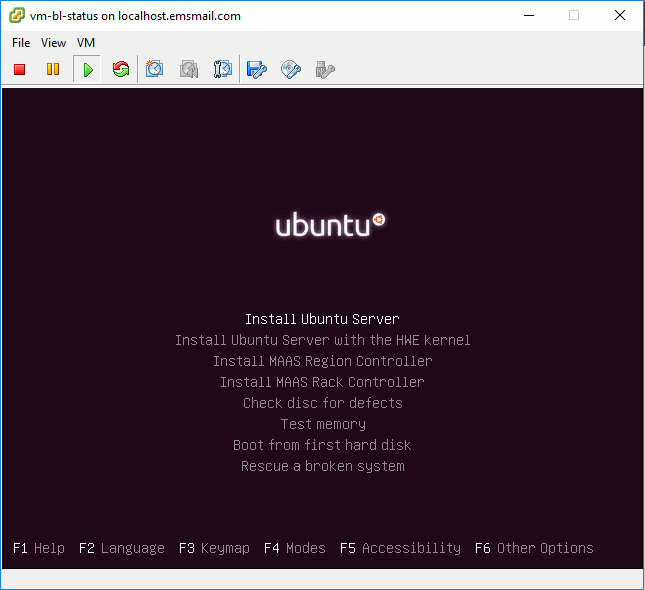 vm-bl-status on localhost.emsmail.com
File View VM
ubuntu
Install Ubuntu Server
Install Ubuntu Server with the HWE kernel
Install MAAS Region Controller
Install MAAS Rack Controller
Check disc for defects
Test memory
Boot from first hard disk
Rescue a broken system
F1 Help F2 Language F3 Keymap F4 Modes F5 Accessibility F6 Other Options